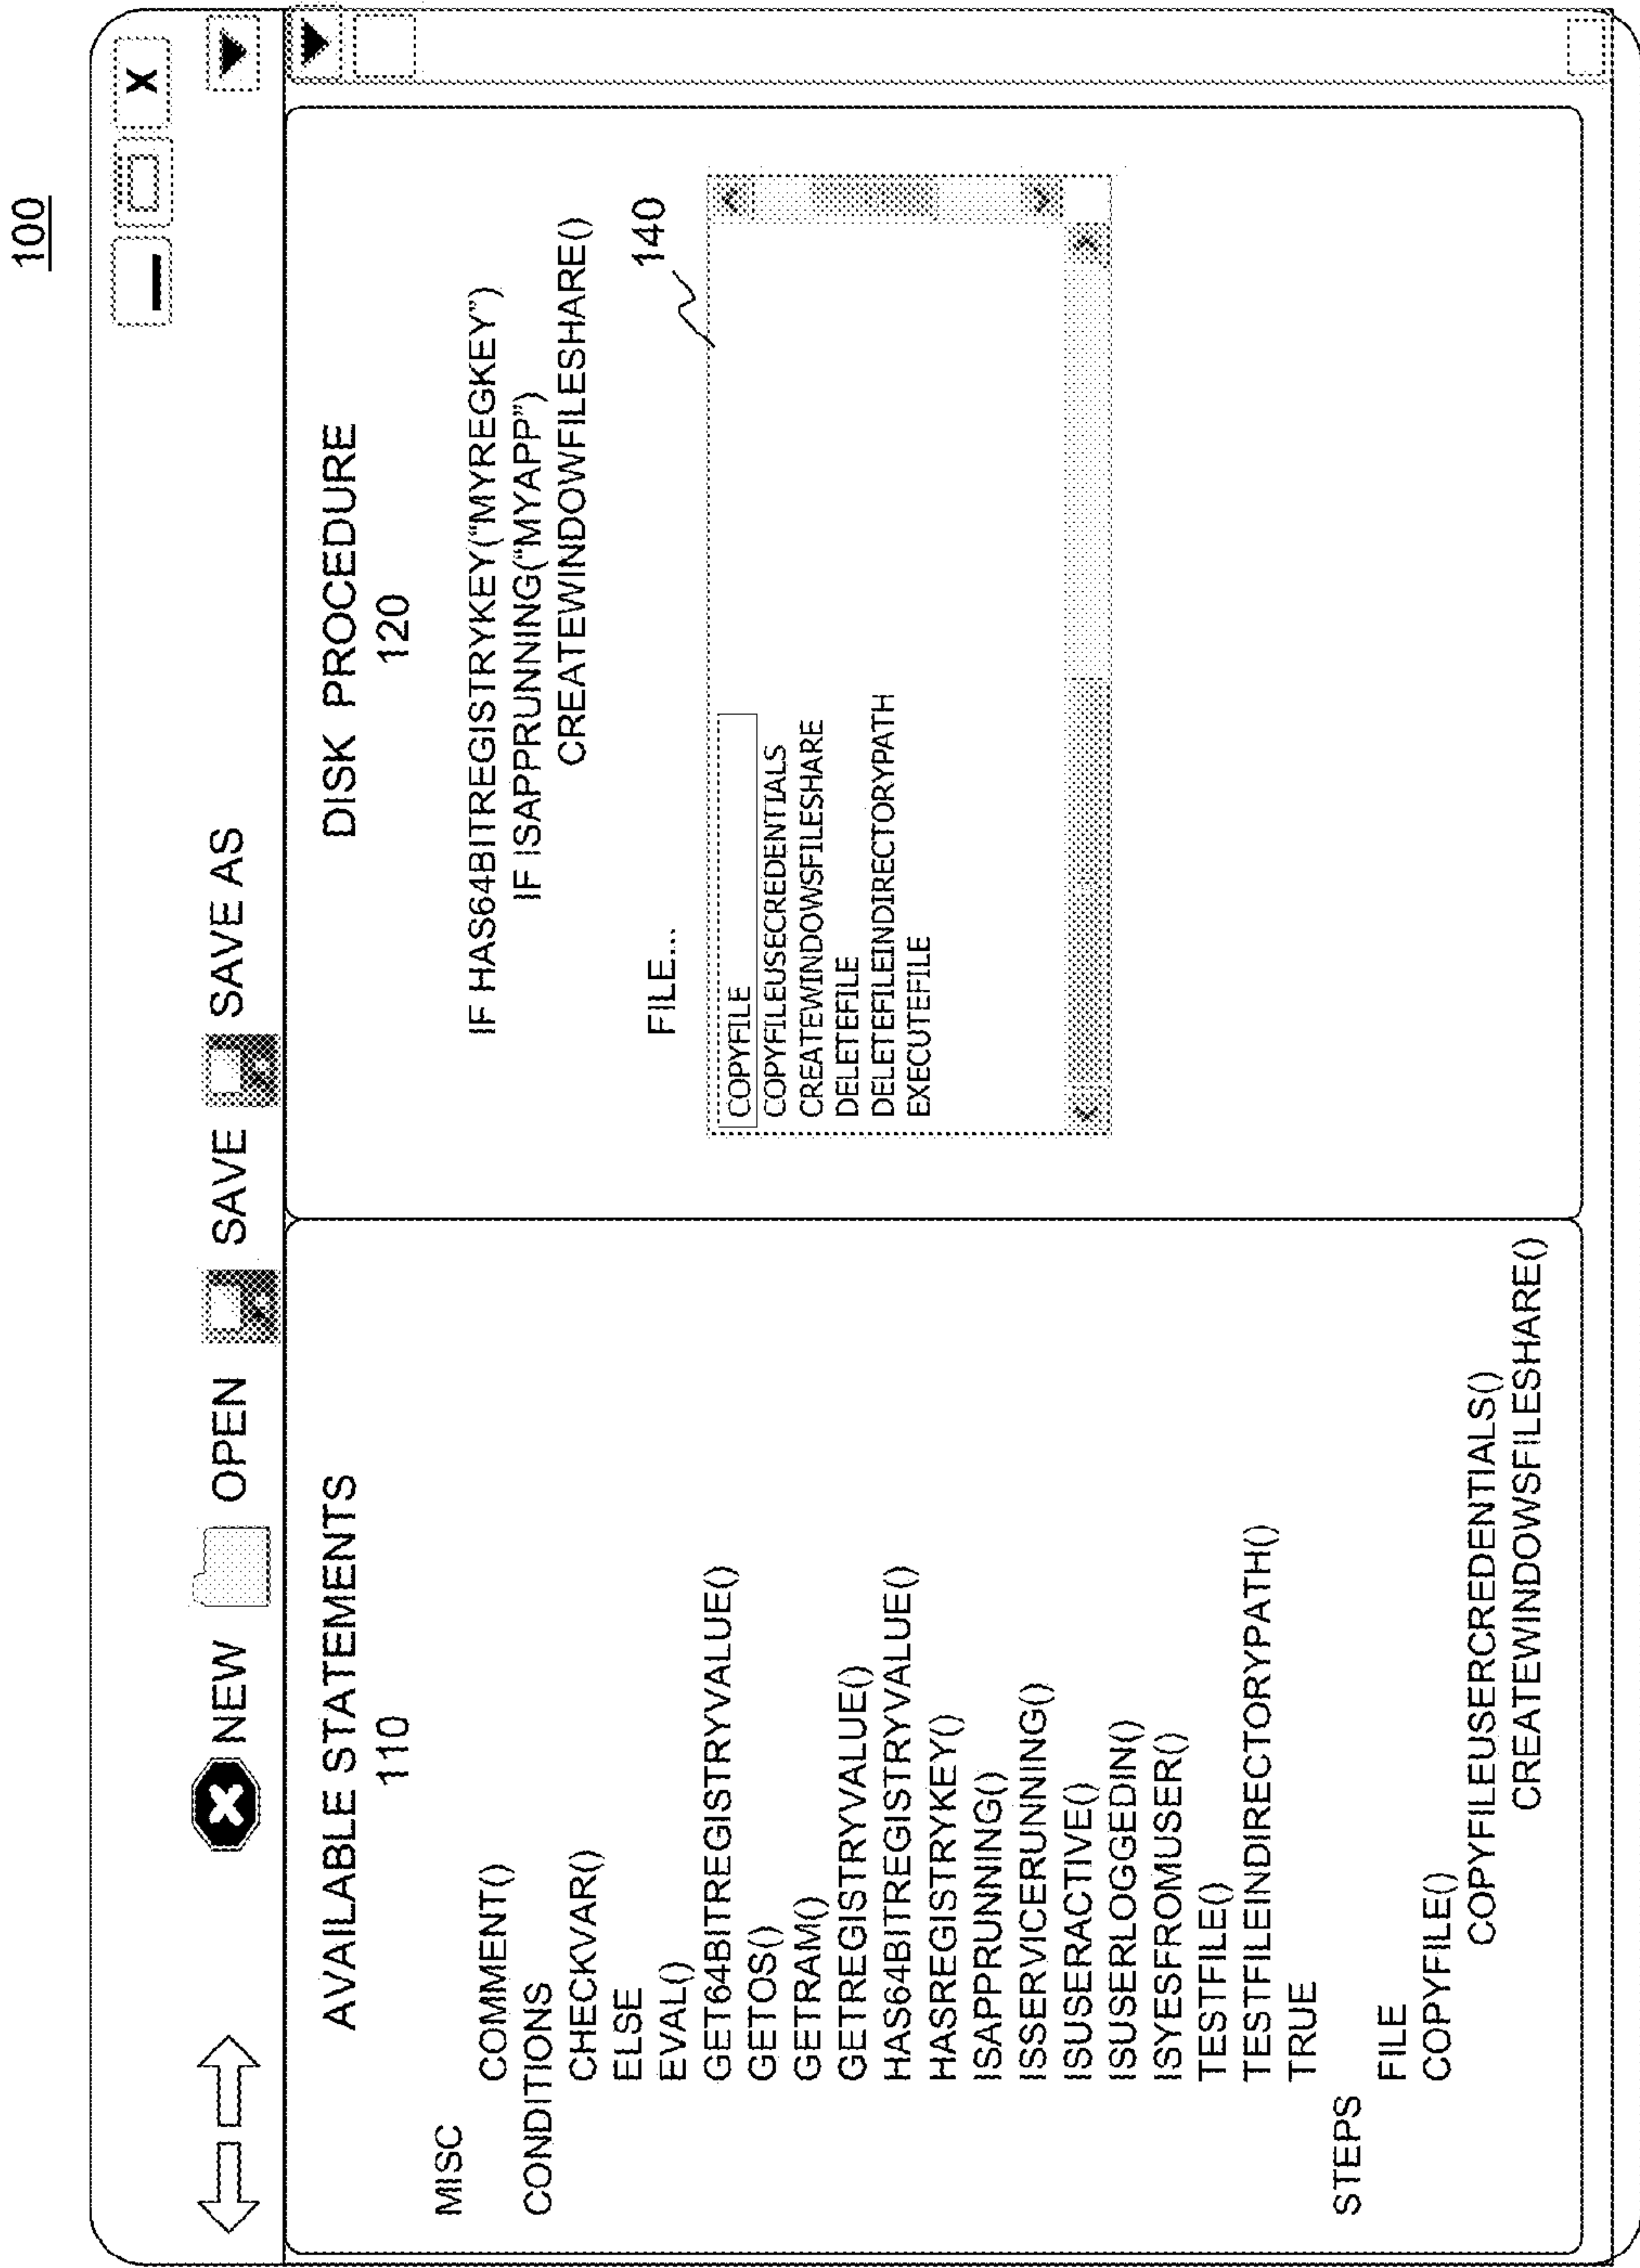 100
X
NEW OPEN SAVE SAVE AS
AVAILABLE STATEMENTS
110
MISC
COMMENT()
CONDITIONS
CHECKVAR()
ELSE
EVAL()
GET64BITREGISTRYVALUE()
GETOS()
GETRAM()
GETREGISTRYVALUE()
HAS64BITREGISTRYVALUE()
HASREGISTRYKEY()
ISAPPRUNNING()
ISSERVICERUNNING()
ISUSERACTIVE()
ISUSERLOGGEDIN()
ISYESFROMUSER()
TESTFILE()
TESTFILEINDIRECTORYPATH()
TRUE
STEPS
FILE
COPYFILE()
COPYFILEUSERCREDENTIALS()
CREATEWINDOWSFILESHARE()
DISK PROCEDURE
120
IF HAS64BITREGISTRYKEY(“MYREGKEY”)
IF ISAPPRUNNING(“MYAPP”)
CREATEWINDOWFILESHARE()
FILE...
140
COPYFILE
COPYFILEUSECREDENTIALS
CREATEWINDOWSFILESHARE
DELETEFILE
DELETEFILEINDIRECTORYPATH
EXECUTEFILE